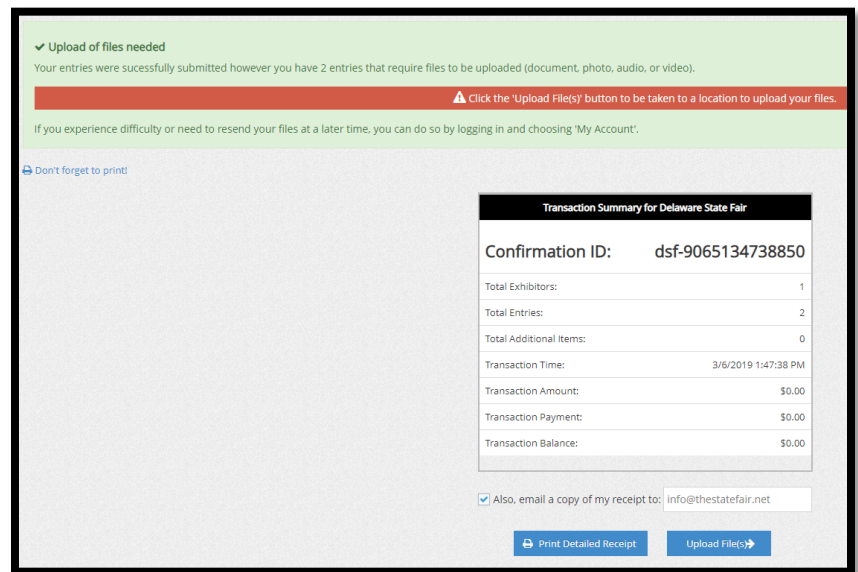 Upload of files needed
Your entries were sucessfully submitted however you have 2 entries that require files to be uploaded (document, photo, audio, or video).
Click the 'Upload File(s)' button to be taken to a location to upload your files.
If you experience difficulty or need to resend your files at a later time, you can do so by logging in and choosing 'My Account'.
Don't forget to print!
Transaction Summary for Delaware State Fair
Confirmation ID: dsf-9065134738850
Total Exhibitors: 1
Total Entries: 2
Total Additional Items: 0
Transaction Time: 3/6/2019 1:47:38 PM
Transaction Amount: $0.00
Transaction Payment: $0.00
Transaction Balance: $0.00
Also, email a copy of my receipt to: info@thestatefair.net
Print Detailed Receipt Upload File(s)